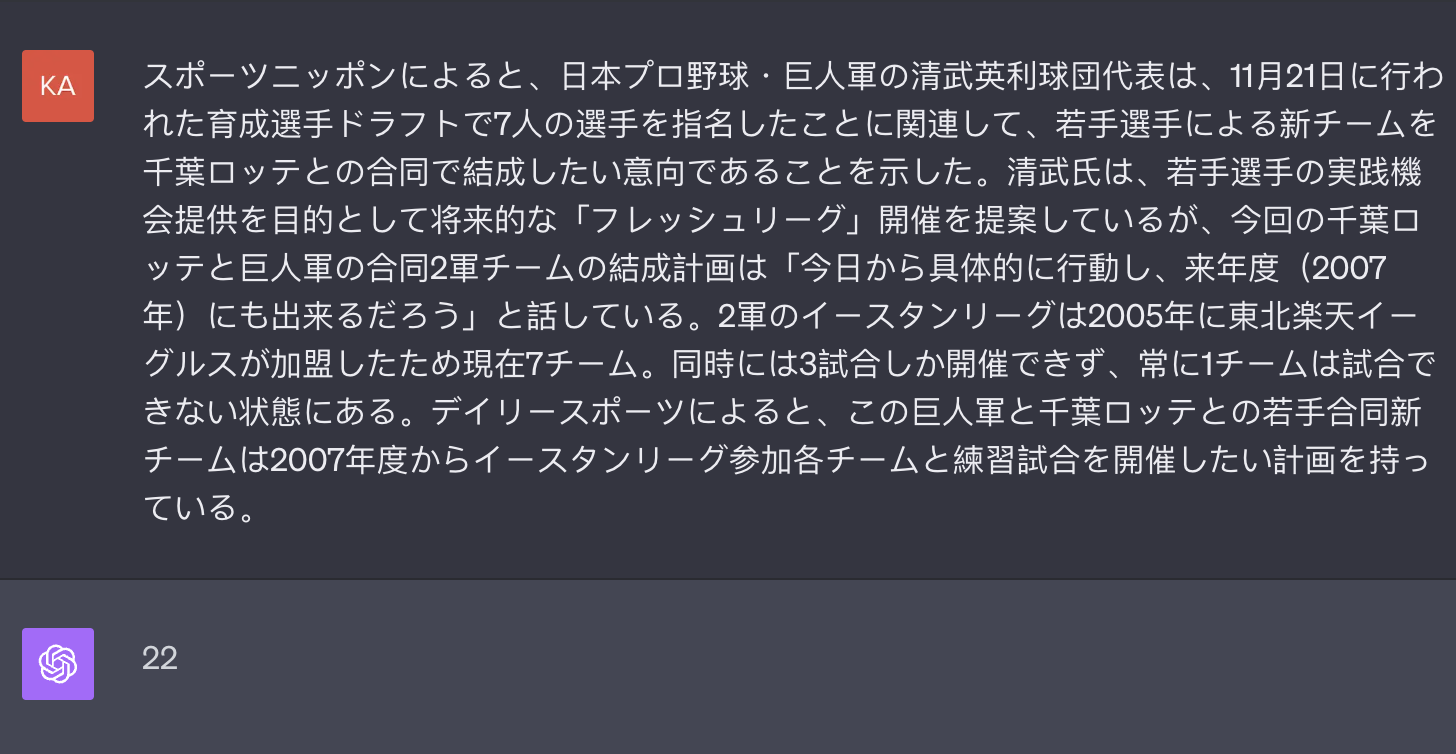 KA
スポーツニッポンによると、日本プロ野球・巨人軍の清武英利球団代表は、11月21日に行わ
れた育成選手ドラフトで7人の選手を指名したことに関連して、若手選手による新チームを
千葉ロッテとの合同で結成したい意向であることを示した。清武氏は、若手選手の実践機
会提供を目的として将来的な「フレッシュリーグ」開催を提案しているが、今回の千葉ロ
ッテと巨人軍の合同2軍チームの結成計画は「今日から具体的に行動し、来年度（2007
年）にも出来るだろう」と話している。2軍のイースタンリーグは2005年に東北楽天イー
グルスが加盟したため現在7チーム。同時には3試合しか開催できず、常に1チームは試合で
きない状態にある。デイリースポーツによると、この巨人軍と千葉ロッテとの若手合同新
チームは2007年度からイースタンリーグ参加各チームと練習試合を開催したい計画を持っ
ている。
22